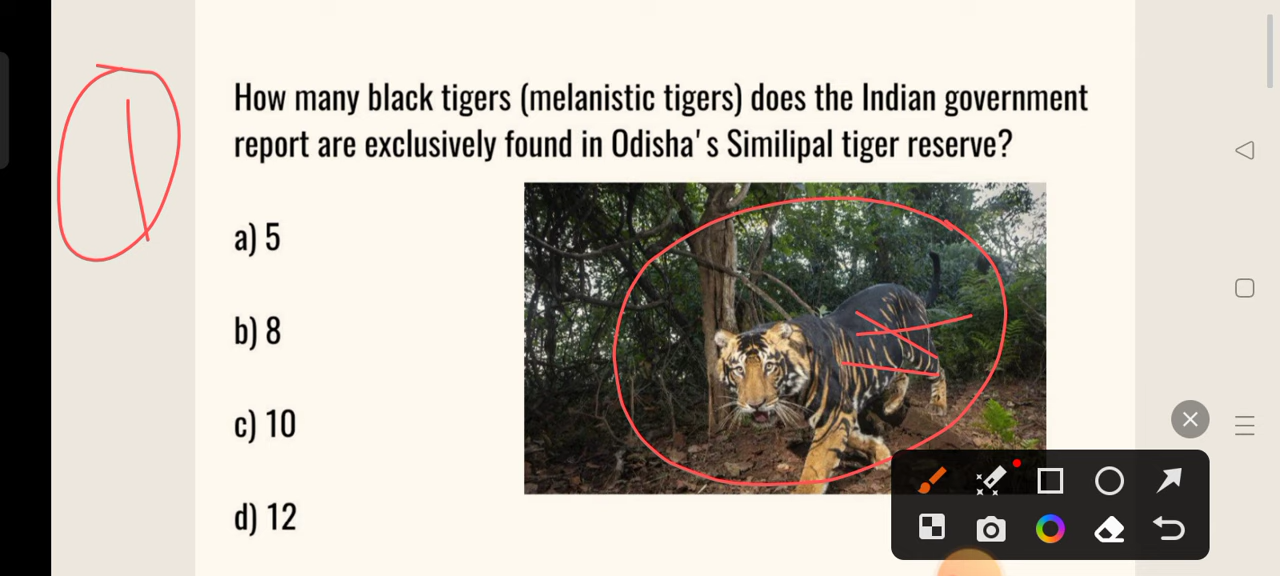 How many black tigers (melanistic tigers) does the Indian government
report are exclusively found in Odisha's Similipal tiger reserve?
a) 5
b) 8
c) 10
d) 12